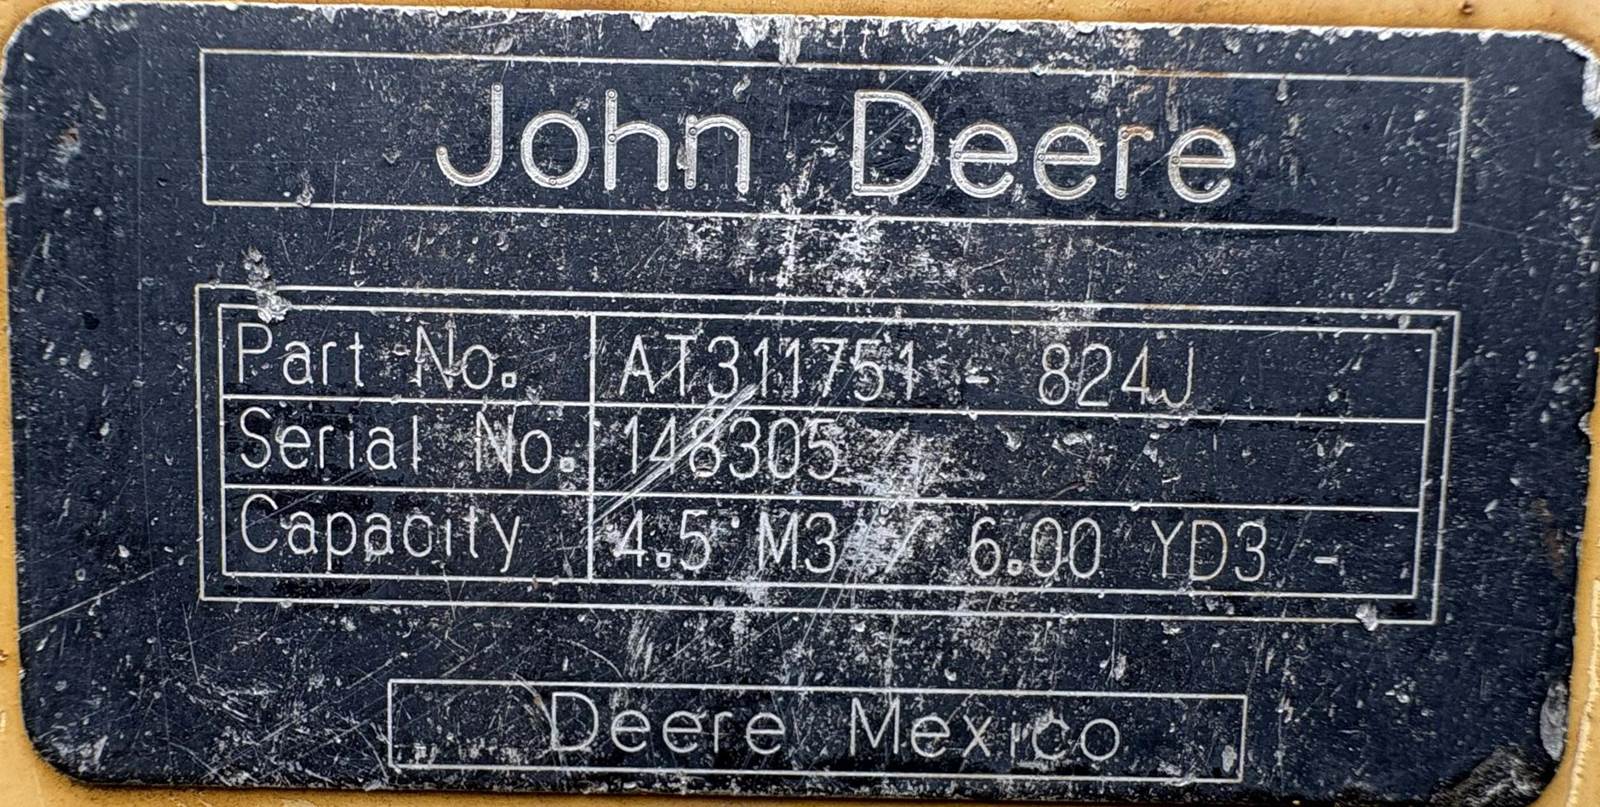 John Deere
Part No. AT311751 - 824J
Serial No. 148305
Capacity 4.5 M3 / 6.00 YD3 -
Deere Mexico